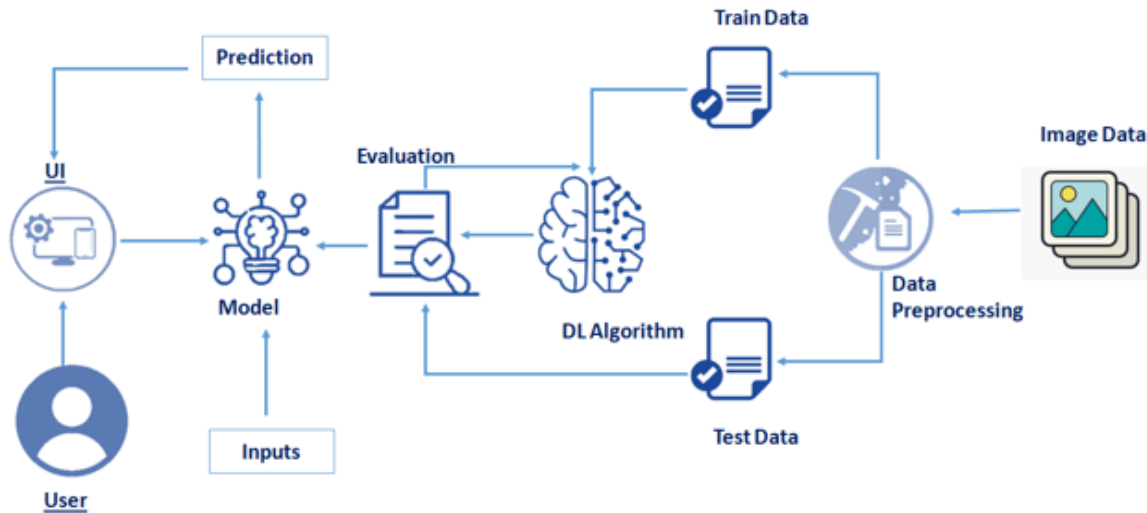 Train Data
Prediction
Image Data
Evaluation
UI
Model
Data
Preprocessing
DL Algorithm
Inputs
Test Data
User